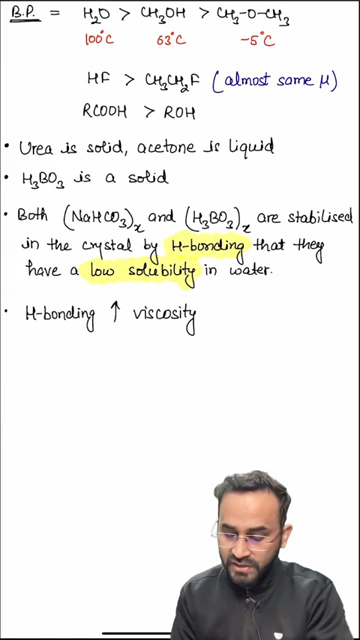 B.P. = H₂O > CH₃OH > CH₃-O-CH₃
100°C 63°C -5°C
HF > CH₃CH₂F (almost same μ)
RCOOH > ROH
• Urea is solid, acetone is liquid
• H₃BO₃ is a solid
• Both (NaHCO₃)ₓ and (H₃BO₃)ₓ are stabilised
in the crystal by H-bonding that they
have a low solubility in water.
• H-bonding ↑ viscosity